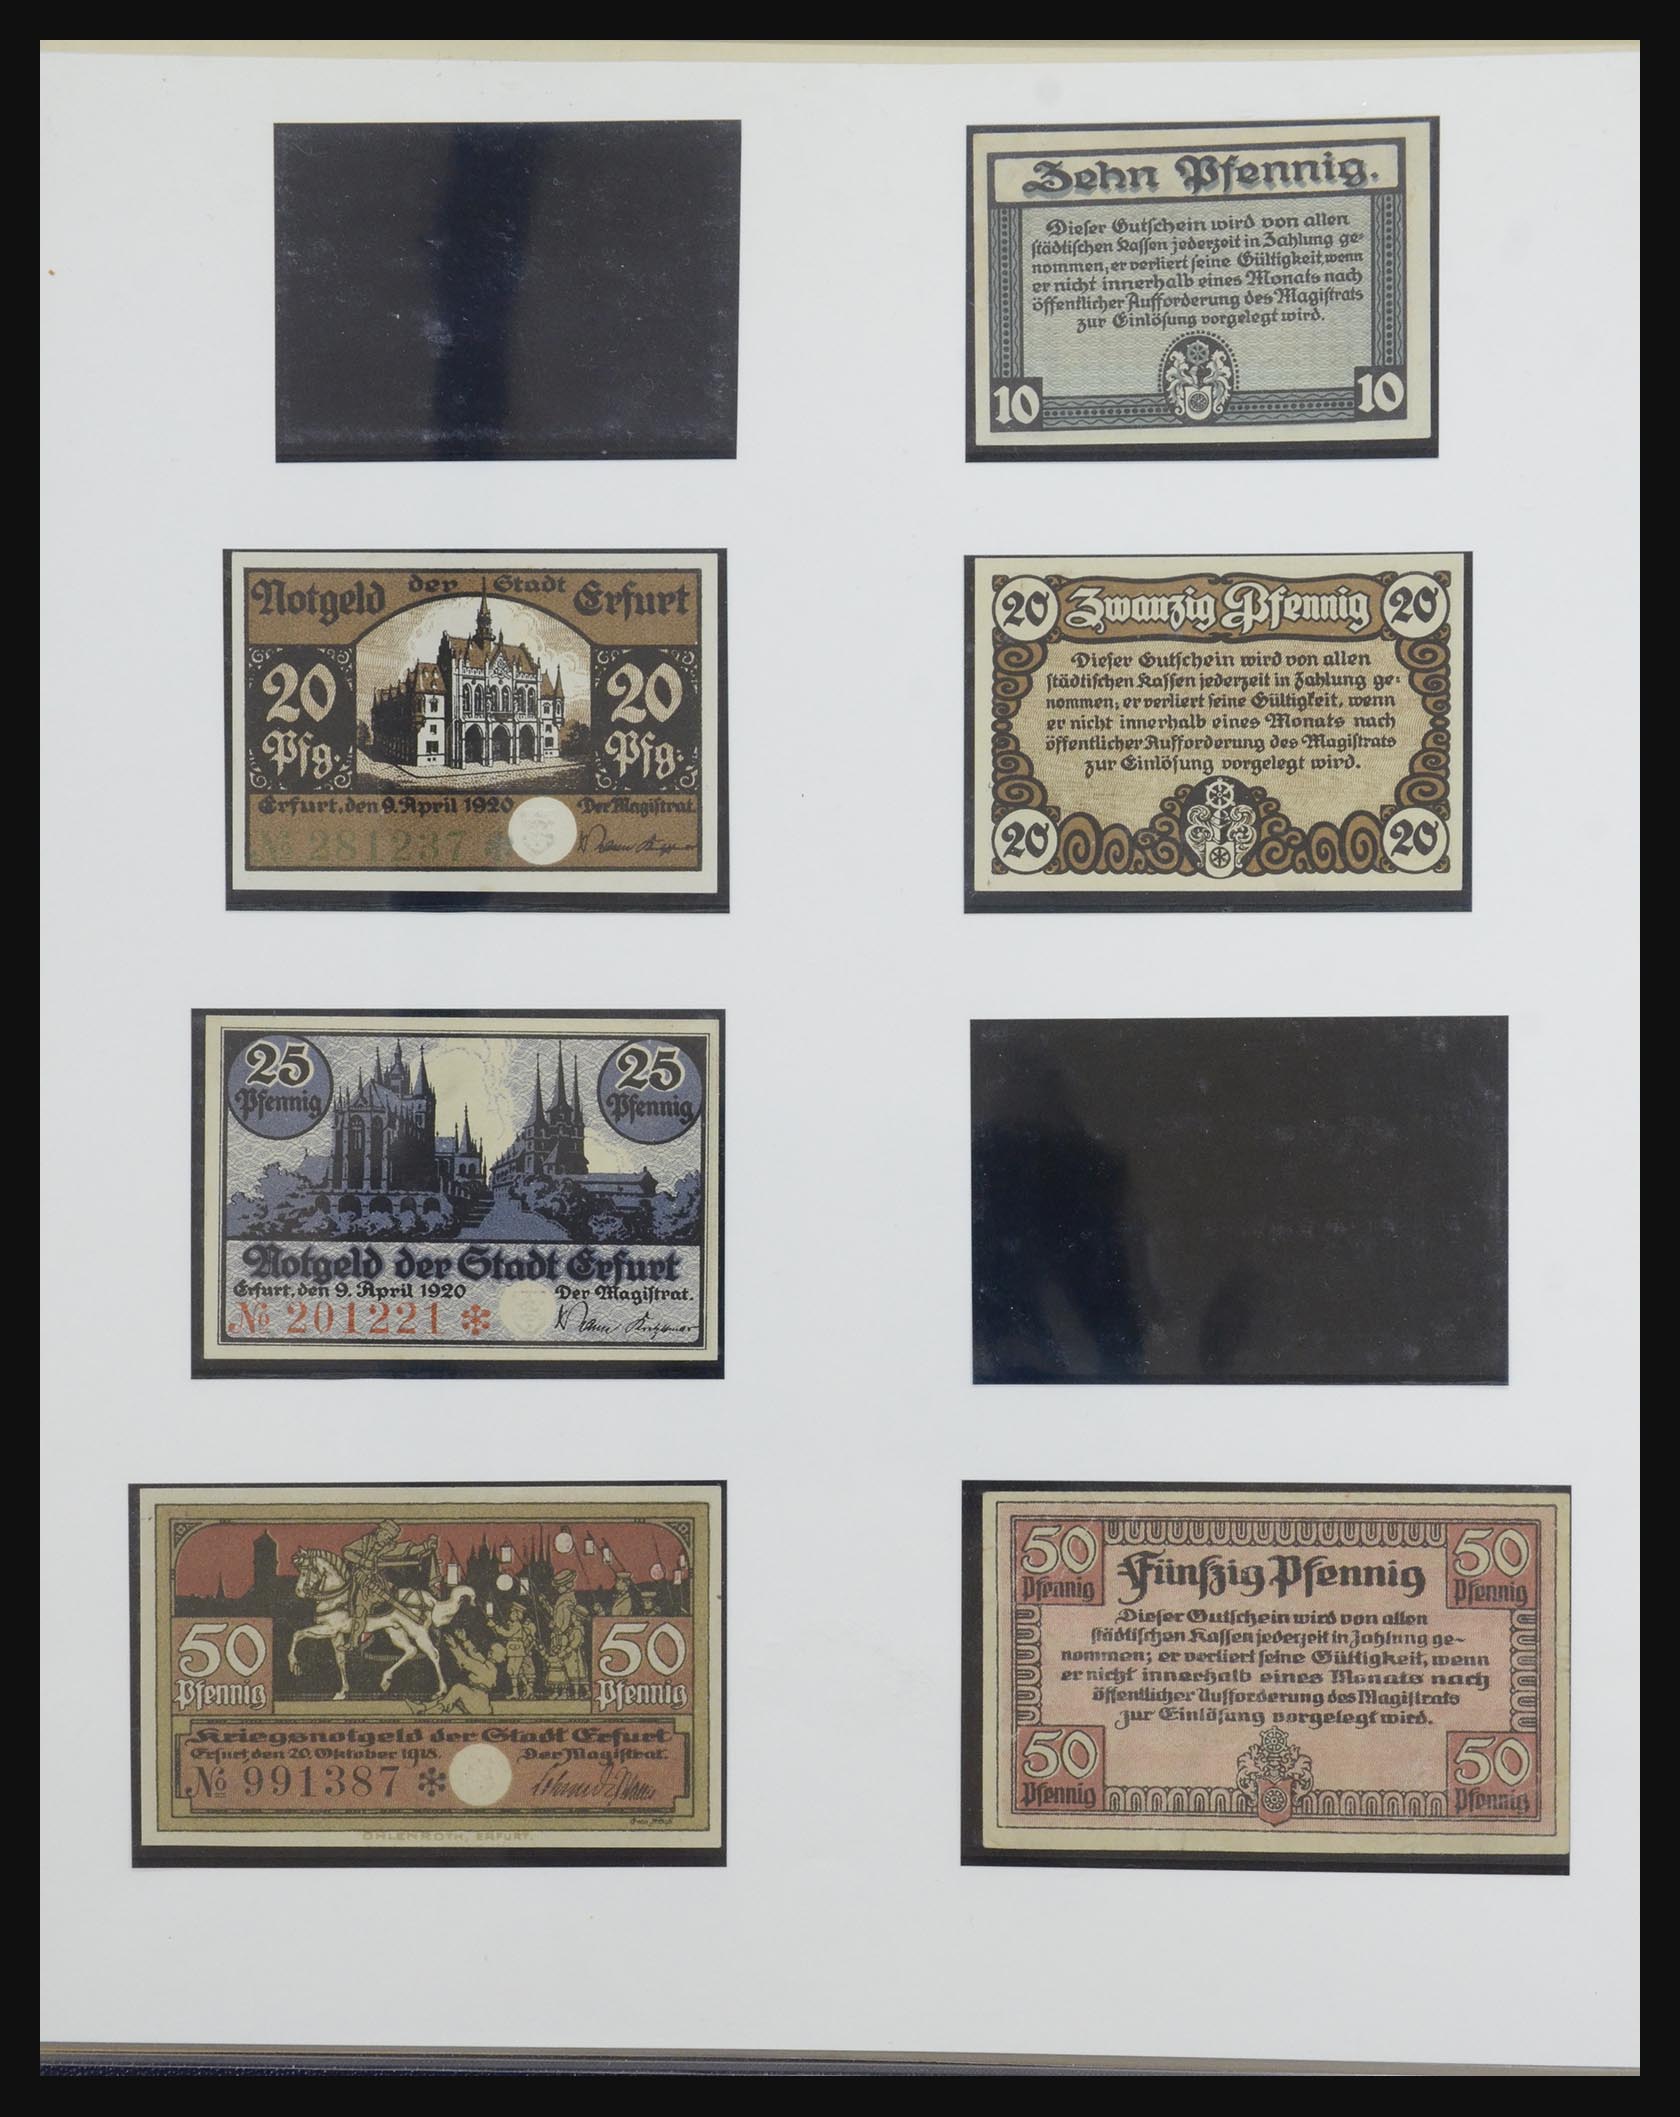 Zehn Pfennig.
Dieser Gutschein wird von allen
städtischen Kassen jederzeit in Zahlung ge=
nommen, er verliert seine Gültigkeit, wenn
er nicht innerhalb eines Monats nach
öffentlicher Aufforderung des Magistrats
zur Einlösung vorgelegt wird.
10 10
Notgeld der Stadt Erfurt
20 20
Pfg. Pfg.
Erfurt, den 9. April 1920 Der Magistrat.
No 281237 *
20 Zwanzig Pfennig 20
Dieser Gutschein wird von allen
städtischen Kassen jederzeit in Zahlung ge=
nommen; er verliert seine Gültigkeit, wenn
er nicht innerhalb eines Monats nach
öffentlicher Aufforderung des Magistrats
zur Einlösung vorgelegt wird.
20 20
25 25
Pfennig Pfennig
Notgeld der Stadt Erfurt
Erfurt, den 9. April 1920 Der Magistrat.
No 201221 *
50 50
Pfennig Pfennig
Kriegsnotgeld der Stadt Erfurt
Erfurt, den 20. Oktober 1918. Der Magistrat.
No 991387 *
OHLENROTH, ERFURT.
50 50
Pfennig Pfennig
Fünfzig Pfennig
Dieser Gutschein wird von allen
städtischen Kassen jederzeit in Zahlung ge-
nommen; er verliert seine Gültigkeit, wenn
er nicht innerhalb eines Monats nach
öffentlicher Aufforderung des Magistrats
zur Einlösung vorgelegt wird.
50 50
Pfennig Pfennig